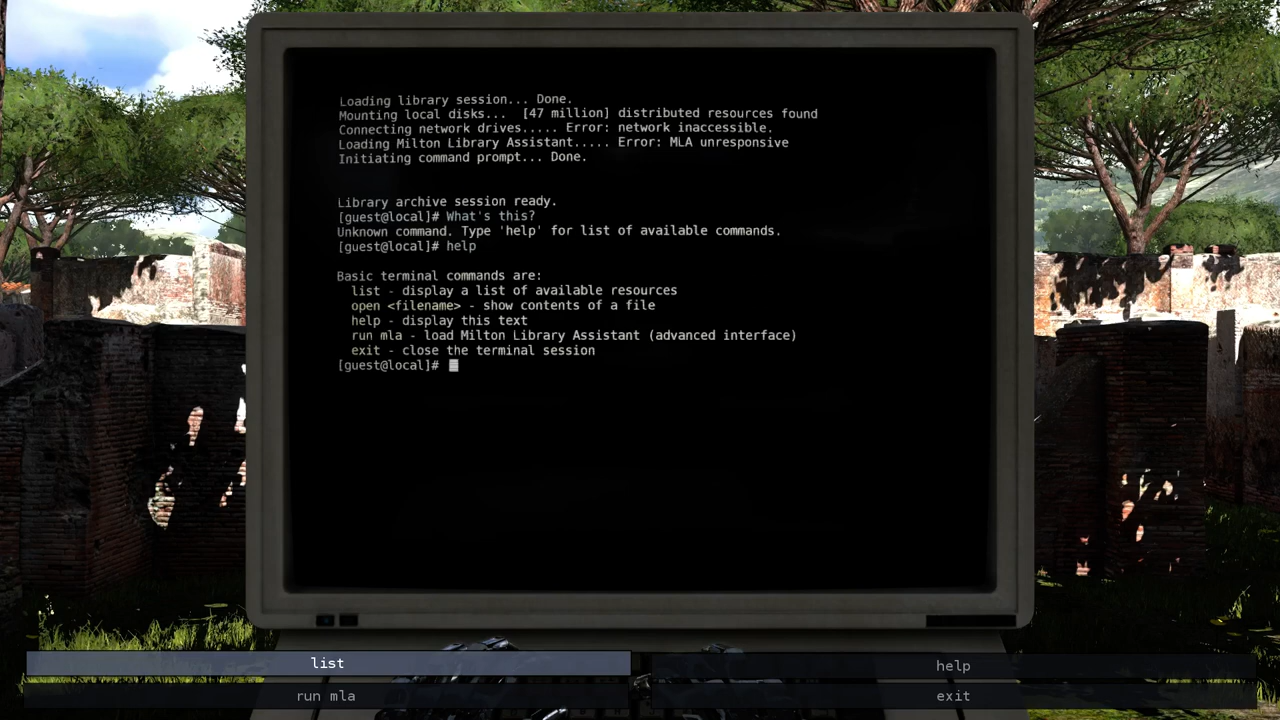 Loading library session... Done.
Mounting local disks...  [47 million] distributed resources found
Connecting network drives..... Error: network inaccessible.
Loading Milton Library Assistant..... Error: MLA unresponsive
Initiating command prompt... Done.
Library archive session ready.
[guest@local]# What's this?
Unknown command. Type 'help' for list of available commands.
[guest@local]# help
Basic terminal commands are:
list - display a list of available resources
open <filename> - show contents of a file
help - display this text
run mla - load Milton Library Assistant (advanced interface)
exit - close the terminal session
[guest@local]#
list
help
run mla
exit